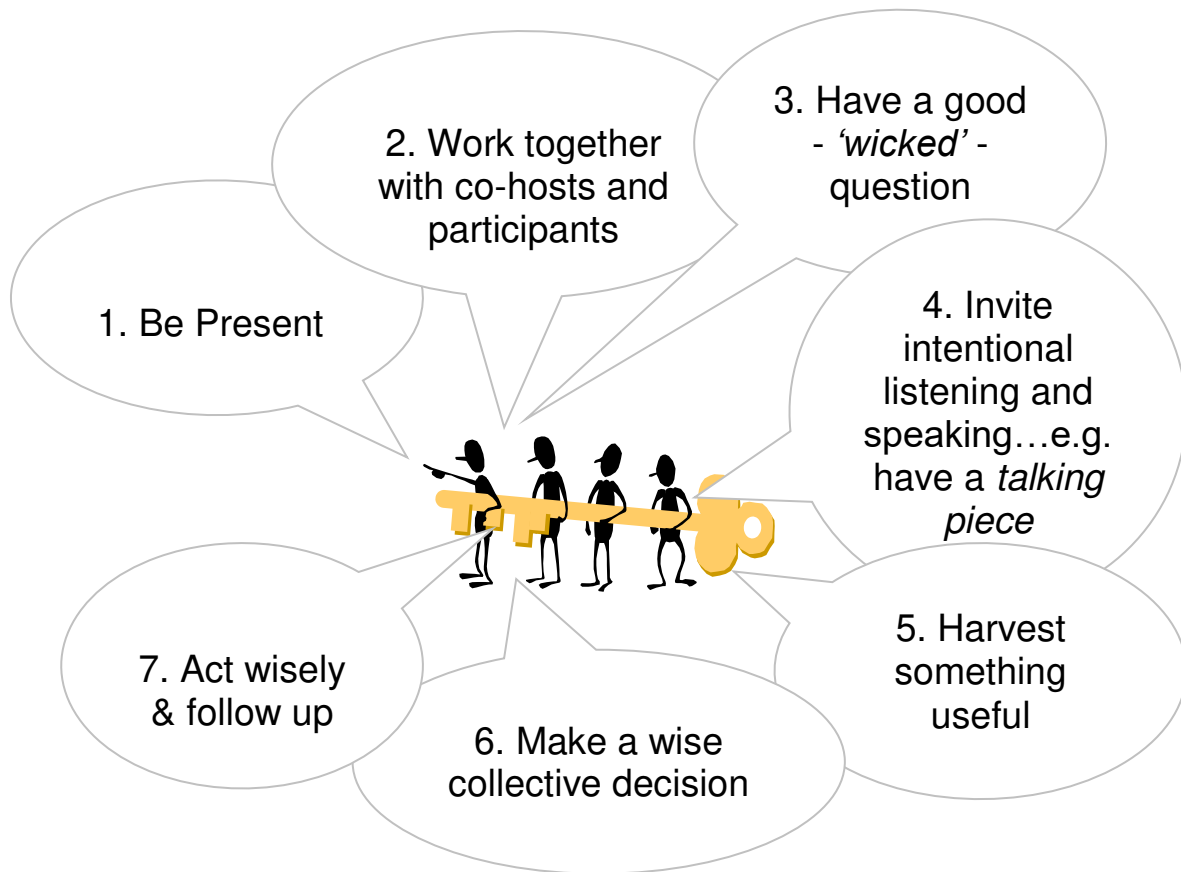 1. Be Present
2. Work together
with co-hosts and
participants
3. Have a good
- ‘wicked’ -
question
4. Invite
intentional
listening and
speaking…e.g.
have a talking
piece
5. Harvest
something
useful
6. Make a wise
collective decision
7. Act wisely
& follow up